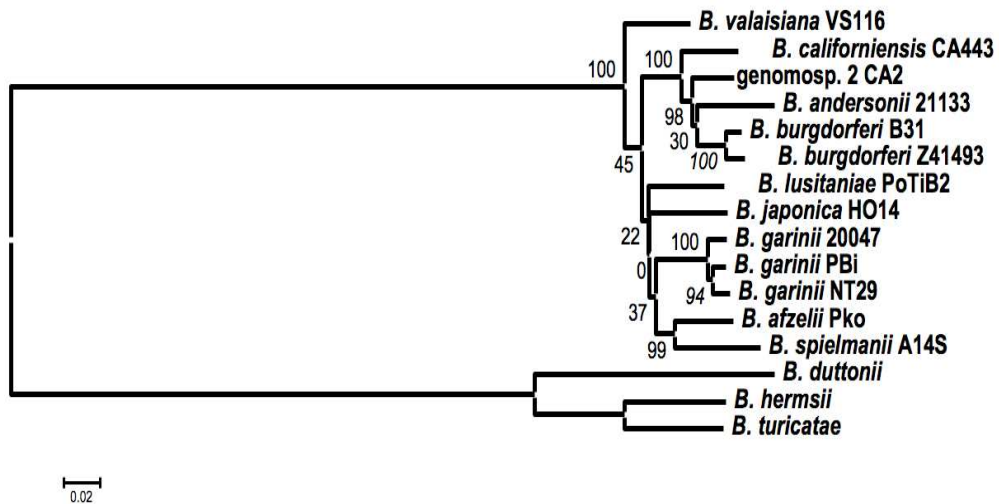 B. valaisiana VS116
B. californiensis CA443
100
100
genomosp. 2 CA2
B. andersonii 21133
98
B. burgdorferi B31
30
100
B. burgdorferi Z41493
45
B. lusitaniae PoTiB2
B. japonica HO14
22
100
B. garinii 20047
0
B. garinii PBi
94
B. garinii NT29
37
B. afzelii Pko
99
B. spielmanii A14S
B. duttonii
B. hermsii
B. turicatae
0.02